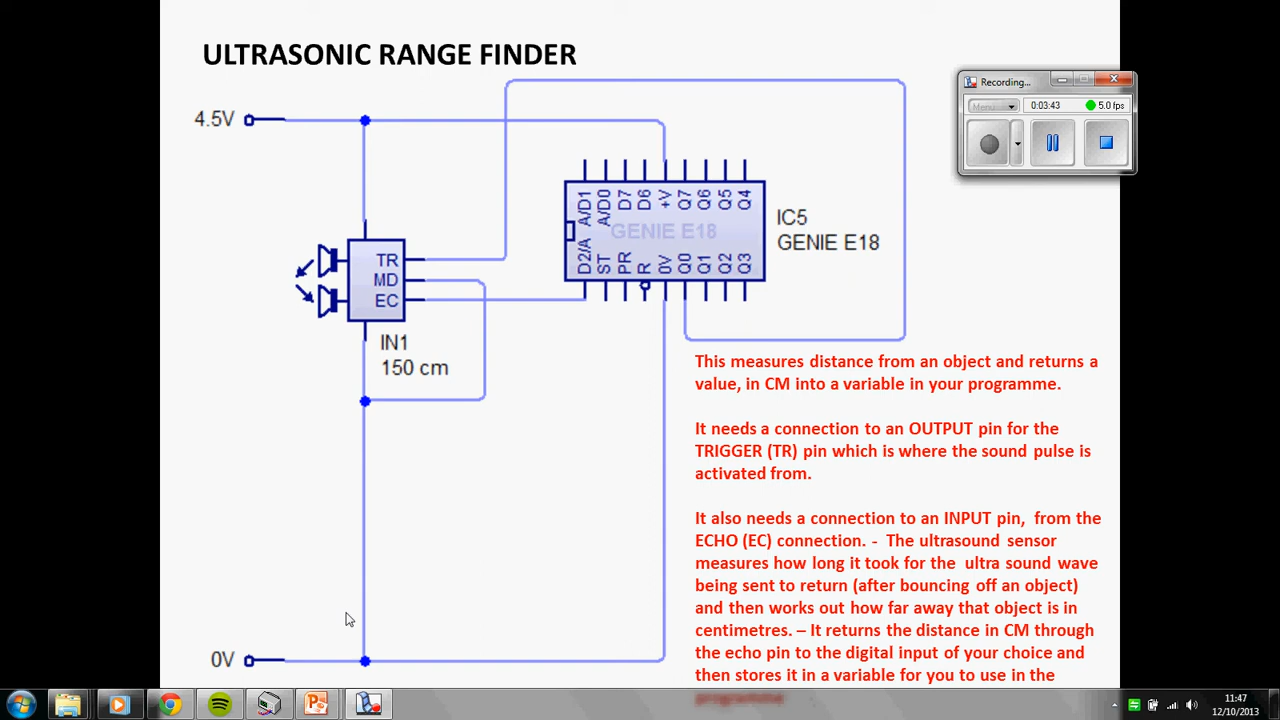 ULTRASONIC RANGE FINDER
Recording...
Menu
0:03:43
5.0 fps
4.5V
A/D1
A/D0
D7
D6
+V
Q7
Q6
Q5
Q4
GENIE E18
D2/A
ST
PR
R
0V
Q0
Q1
Q2
Q3
IC5
GENIE E18
TR
MD
EC
IN1
150 cm
This measures distance from an object and returns a
value, in CM into a variable in your programme.
It needs a connection to an OUTPUT pin for the
TRIGGER (TR) pin which is where the sound pulse is
activated from.
It also needs a connection to an INPUT pin, from the
ECHO (EC) connection. - The ultrasound sensor
measures how long it took for the ultra sound wave
being sent to return (after bouncing off an object)
and then works out how far away that object is in
centimetres. – It returns the distance in CM through
the echo pin to the digital input of your choice and
then stores it in a variable for you to use in the
programme
0V
11:47
12/10/2013